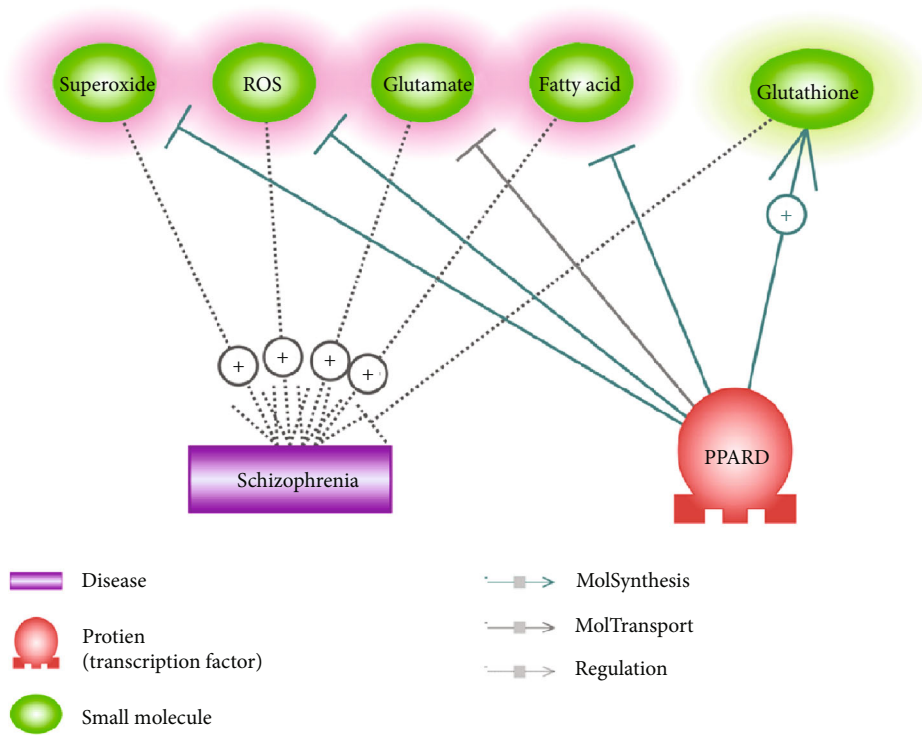 Superoxide
ROS
Glutamate
Fatty acid
Glutathione
+
+
+
+
+
Schizophrenia
PPARD
Disease
Protien
(transcription factor)
Small molecule
MolSynthesis
MolTransport
Regulation